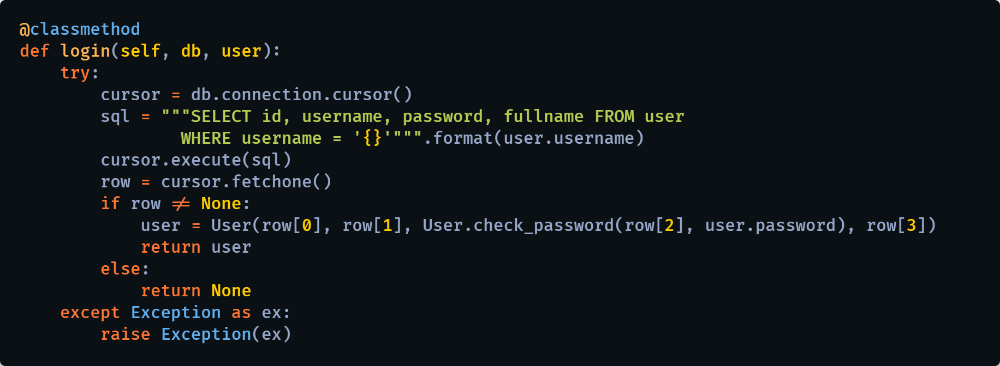 @classmethod
def login(self, db, user):
    try:
        cursor = db.connection.cursor()
        sql = """SELECT id, username, password, fullname FROM user
                WHERE username = '{}'""".format(user.username)
        cursor.execute(sql)
        row = cursor.fetchone()
        if row != None:
            user = User(row[0], row[1], User.check_password(row[2], user.password), row[3])
            return user
        else:
            return None
    except Exception as ex:
        raise Exception(ex)